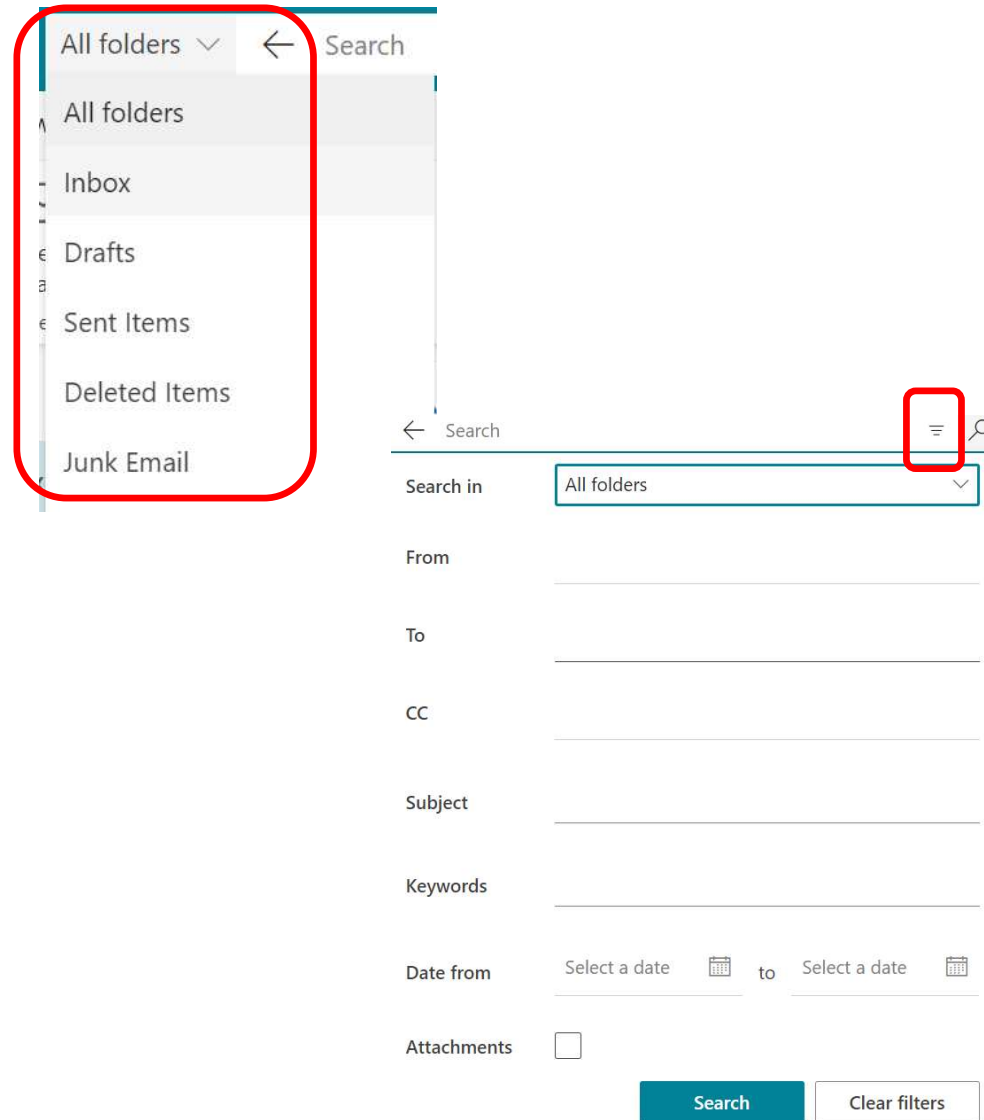 All folders Search
All folders
Inbox
Drafts
Sent Items
Deleted Items
Junk Email
Search
Search in All folders
From
To
CC
Subject
Keywords
Date from Select a date to Select a date
Attachments
Search Clear filters